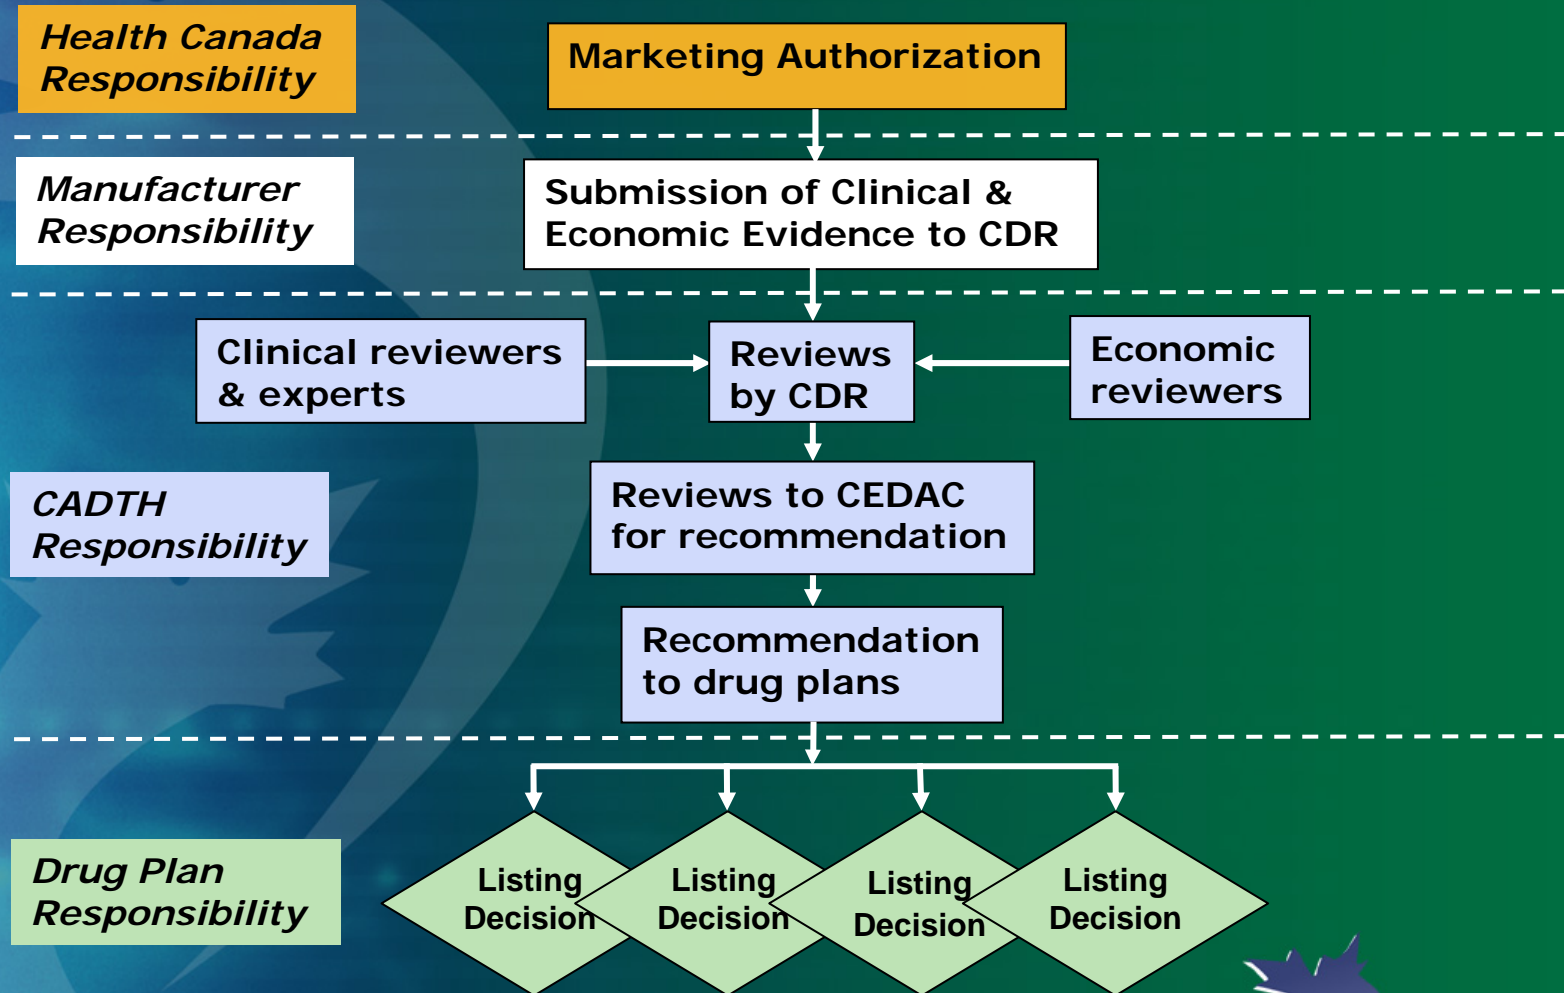 Health Canada
Responsibility
Marketing Authorization
Manufacturer
Responsibility
Submission of Clinical &
Economic Evidence to CDR
Clinical reviewers
& experts
Reviews
by CDR
Economic
reviewers
CADTH
Responsibility
Reviews to CEDAC
for recommendation
Recommendation
to drug plans
Drug Plan
Responsibility
Listing
Decision
Listing
Decision
Listing
Decision
Listing
Decision